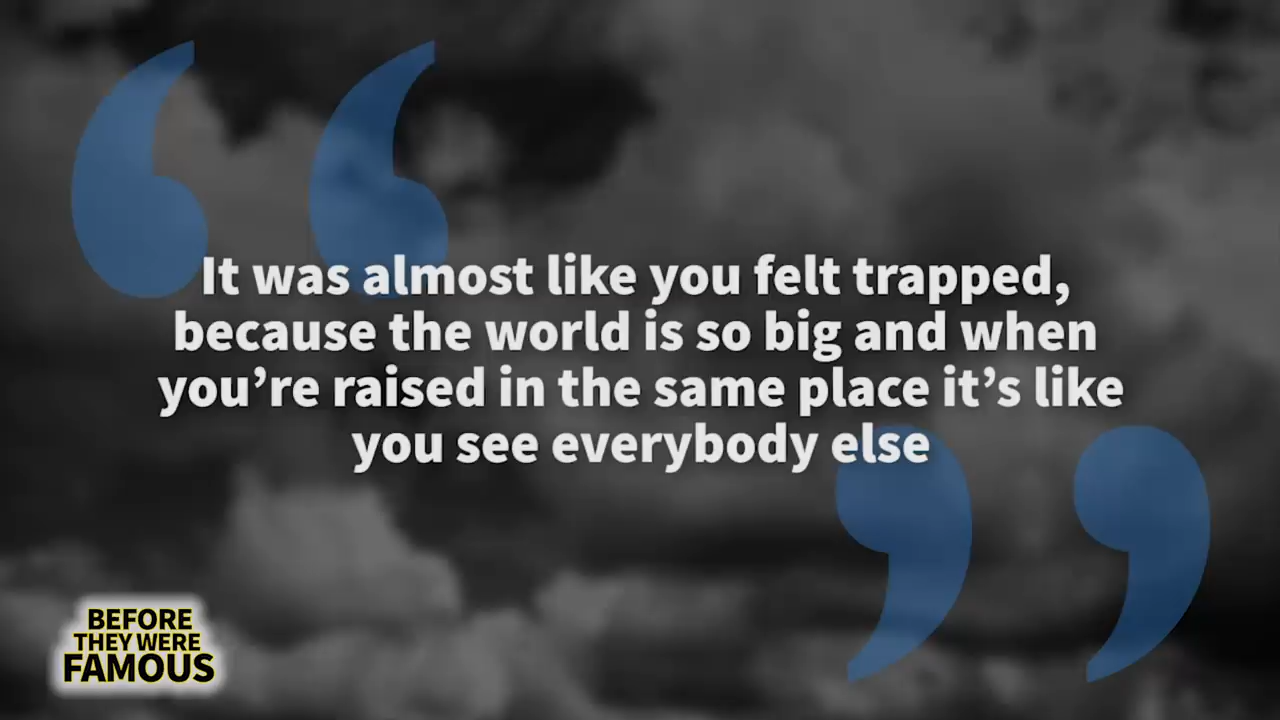 It was almost like you felt trapped,
because the world is so big and when
you’re raised in the same place it’s like
you see everybody else
BEFORE
THEY WERE
FAMOUS